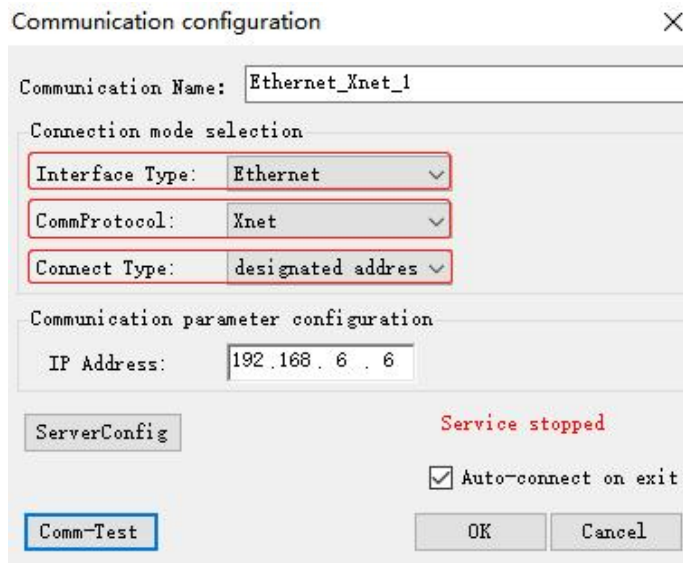 Communication configuration
Communication Name: Ethernet_Xnet_1
Connection mode selection
Interface Type: Ethernet
CommProtocol: Xnet
Connect Type: designated addres
Communication parameter configuration
IP Address: 192 .168 . 6 . 6
ServerConfig
Service stopped
Auto-connect on exit
Comm-Test OK Cancel